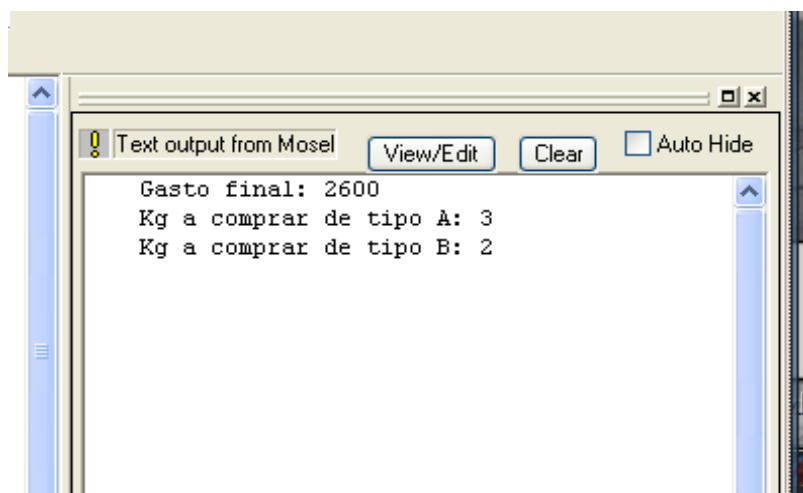 Text output from Mosel View/Edit Clear Auto Hide
Gasto final: 2600
Kg a comprar de tipo A: 3
Kg a comprar de tipo B: 2